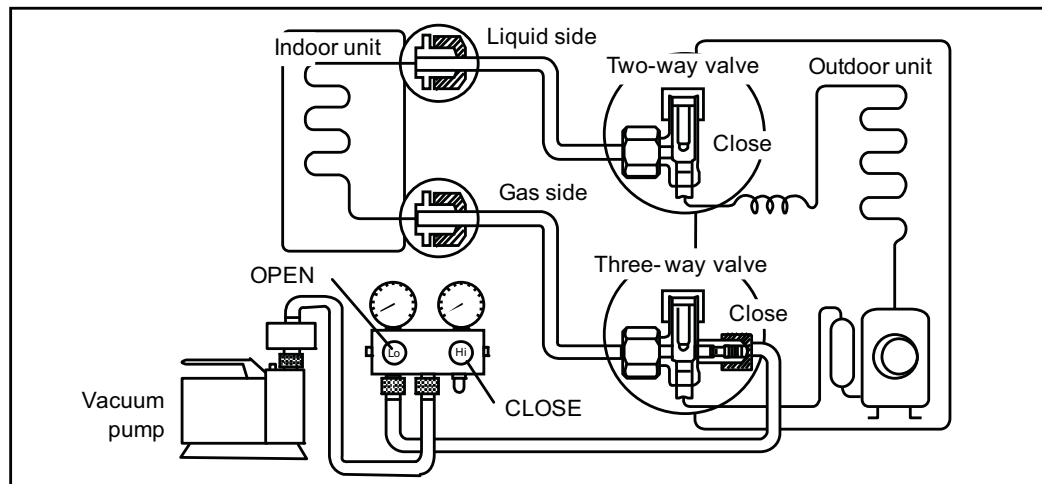 Indoor unit
Liquid side
Two-way valve
Outdoor unit
Close
Gas side
Three-way valve
OPEN
Close
Lo
Hi
CLOSE
Vacuum
pump